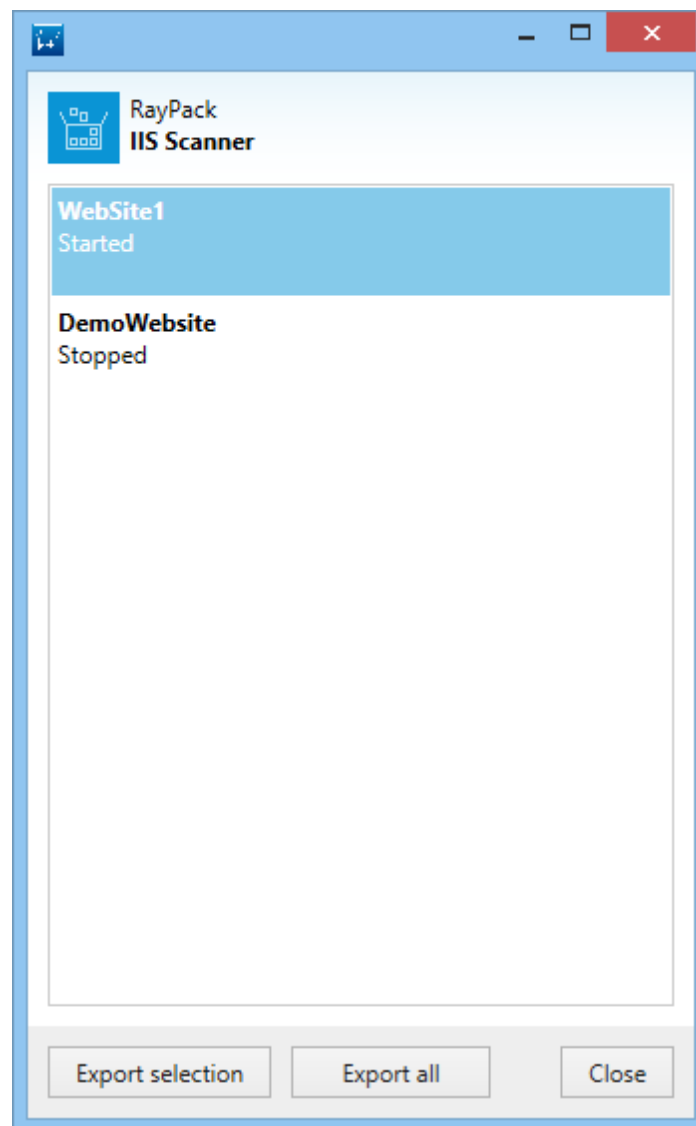 RayPack
IIS Scanner
WebSite1
Started
DemoWebsite
Stopped
Export selection
Export all
Close